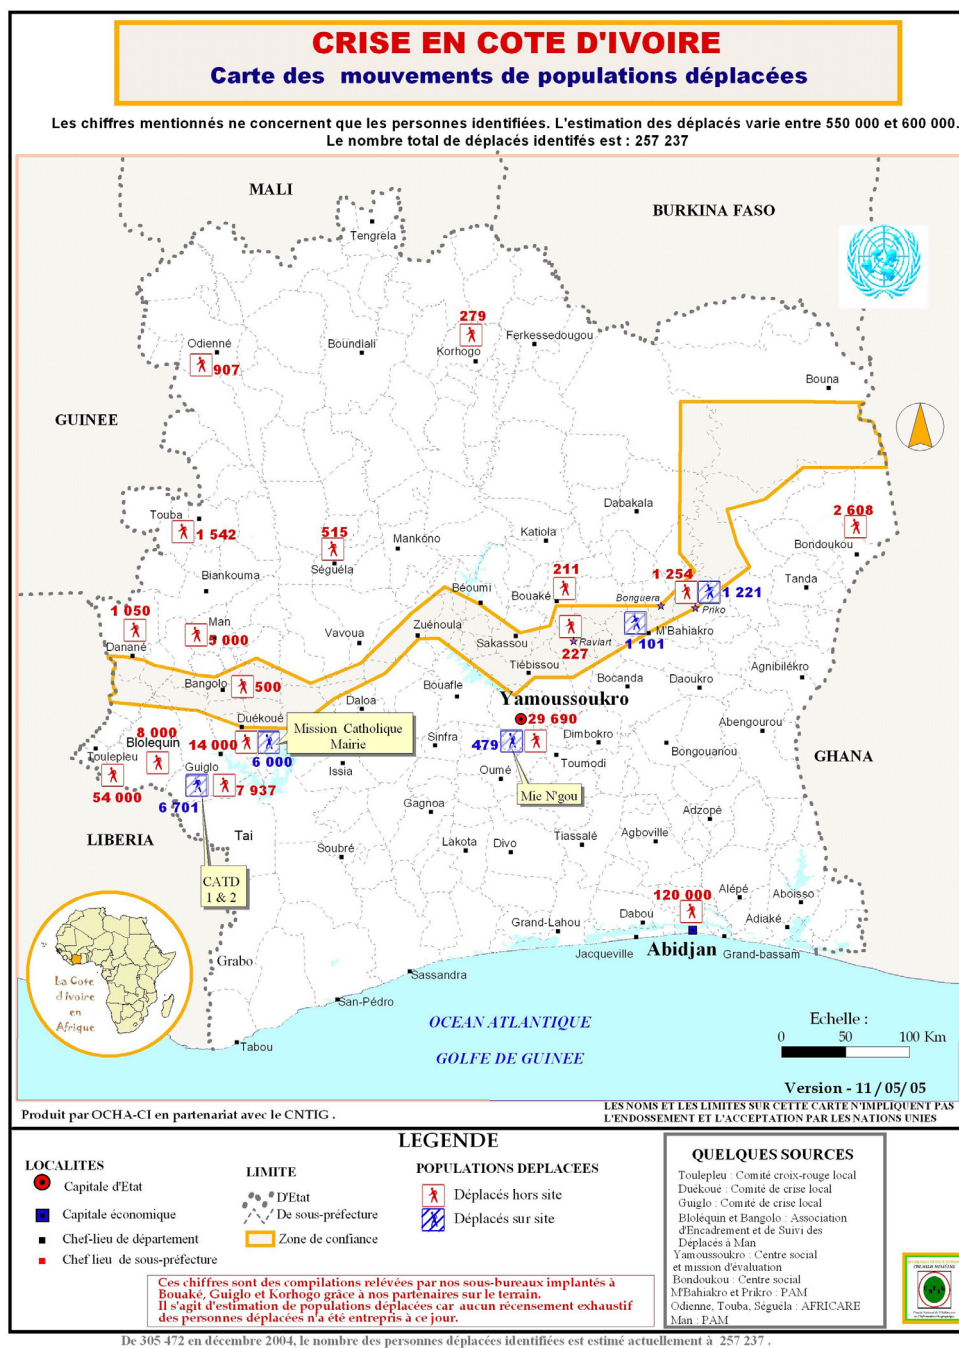 CRISE EN COTE D'IVOIRE
Carte des mouvements de populations déplacées
Les chiffres mentionnés ne concernent que les personnes identifiées. L'estimation des déplacés varie entre 550 000 et 600 000.
Le nombre total de déplacés identifés est : 257 237
MALI
BURKINA FASO
Tengrela
279
Ferkessedougou
Odienné
Boundiali
Korhogo
907
Bouna
GUINEE
Dabakala
2 608
Touba
515
Katiola
1 542
Mankóno
Bondoukou
Séguéla
Biankouma
211
1 254
Tanda
Béoumi
Bouaké
Bonguera
1 221
1 050
Priko
Man
Zuénoula
Raviart
M'Bahiakro
3 000
Vavoua
Sakassou
1 101
Danané
227
Tiébissou
Agnibilékro
Bangolo
500
Bouafle
Bocanda
Daoukro
Daloa
Yamoussoukro
Duékoué
29 690
Abengourou
Mission Catholique
Mairie
8 000
Blolequin
14 000
Sinfra
479
Dimbokro
Bongouanou
GHANA
Toulepleu
6 000
Toumodi
Guiglo
Issia
Oumé
54 000
7 937
Mie N'gou
6 701
Gagnoa
Adzopé
LIBERIA
Tai
Soubré
Lakota
Divo
Tiassalé
Agboville
CATD
1 & 2
120 000
Alépé
Aboisso
Grand-Lahou
Dabou
Adiaké
Abidjan
Jacqueville
Grand-bassam
Grabo
Sassandra
La Cote
d'Ivoire
en
Afrique
San-Pédro
OCEAN ATLANTIQUE
Echelle :
0 50 100 Km
Tabou
GOLFE DE GUINEE
Version - 11 / 05/ 05
Produit par OCHA-CI en partenariat avec le CNTIG .
LES NOMS ET LES LIMITES SUR CETTE CARTE N'IMPLIQUENT PAS
L'ENDOSSEMENT ET L'ACCEPTATION PAR LES NATIONS UNIES
LEGENDE
LOCALITES
Capitale d'Etat
Capitale économique
Chef-lieu de département
Chef lieu de sous-préfecture
LIMITE
D'Etat
De sous-préfecture
Zone de confiance
POPULATIONS DEPLACEES
Déplacés hors site
Déplacés sur site
QUELQUES SOURCES
Toulepleu : Comité croix-rouge local
Duékoué : Comité de crise local
Guiglo : Comité de crise local
Bloléquin et Bangolo : Association
d'Encadrement et de Suivi des
Déplacés à Man
Yamoussoukro : Centre social
et mission d'évaluation
Bondoukou : Centre social
M'Bahiakro et Prikro : PAM
Odienne, Touba, Séguéla : AFRICARE
Man : PAM
Ces chiffres sont des compilations relévées par nos sous-bureaux implantés à
Bouaké, Guiglo et Korhogo grâce à nos partenaires sur le terrain.
Il s'agit d'estimation de populations déplacées car aucun récensement exhaustif
des personnes déplacées n'a été entrepris à ce jour.
De 305 472 en décembre 2004, le nombre des personnes déplacées identifiées est estimé actuellement à 257 237 .